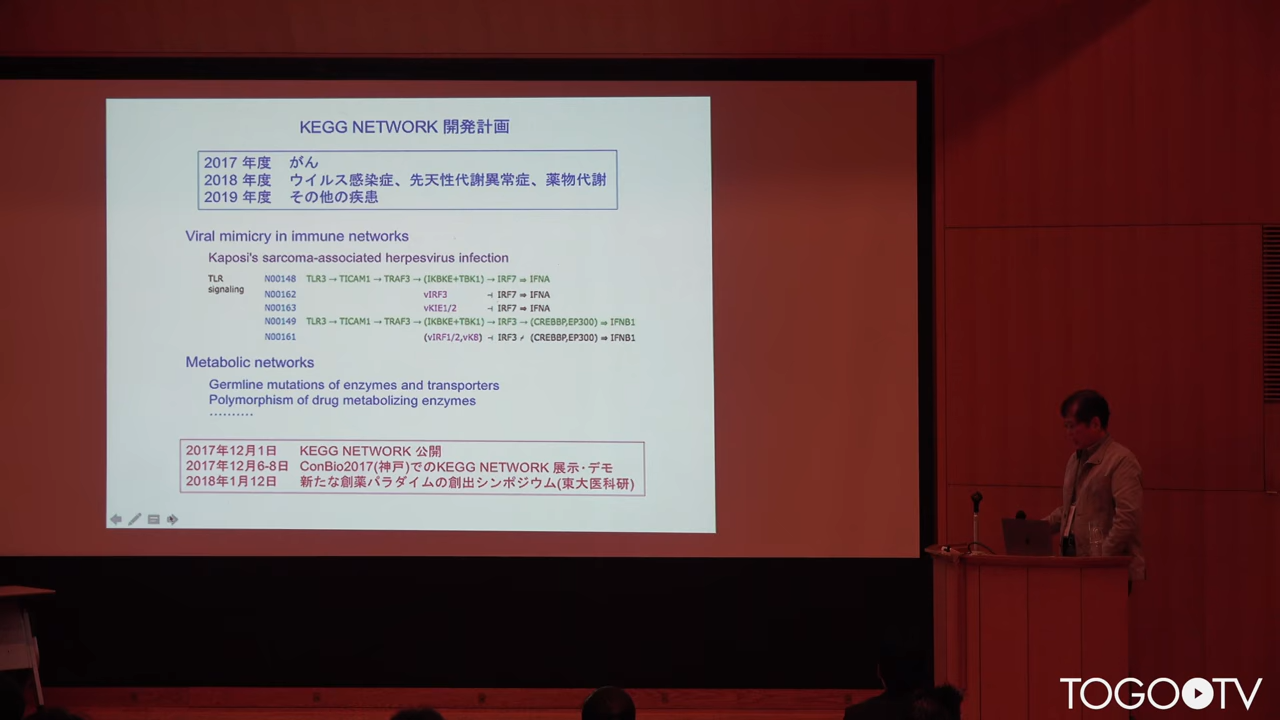 KEGG NETWORK 開発計画
2017 年度 がん
2018 年度 ウイルス感染症、先天性代謝異常症、薬物代謝
2019 年度 その他の疾患
Viral mimicry in immune networks
Kaposi's sarcoma-associated herpesvirus infection
TLR signaling
N00148 TLR3 → TICAM1 → TRAF3 → (IKBKE+TBK1) → IRF7 ⇒ IFNA
N00162 vIRF3 ⊣ IRF7 ⇒ IFNA
N00163 vKIE1/2 ⊣ IRF7 ⇒ IFNA
N00149 TLR3 → TICAM1 → TRAF3 → (IKBKE+TBK1) → IRF3 → (CREBBP,EP300) ⇒ IFNB1
N00161 (vIRF1/2,vK8) ⊣ IRF3 ≁ (CREBBP,EP300) ⇒ IFNB1
Metabolic networks
Germline mutations of enzymes and transporters
Polymorphism of drug metabolizing enzymes
..........
2017年12月1日 KEGG NETWORK 公開
2017年12月6-8日 ConBio2017(神戸)でのKEGG NETWORK 展示・デモ
2018年1月12日 新たな創薬パラダイムの創出シンポジウム(東大医科研)
TOGOTV